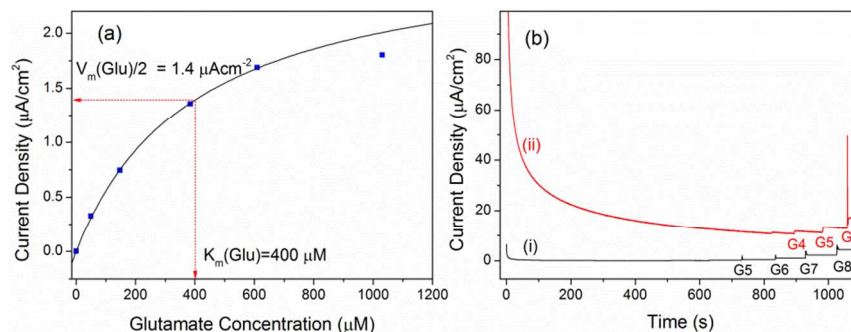 (a)
2.0
1.5
1.0
0.5
0.0
Current Density (µA/cm²)
Vm(Glu)/2 = 1.4 µAcm⁻²
Km(Glu)=400 µM
0 200 400 600 800 1000 1200
Glutamate Concentration (µM)
(b)
80
60
40
20
0
Current Density (µA/cm²)
(ii)
(i)
G4 G5 G
G5 G6 G7 G8
0 200 400 600 800 1000
Time (s)